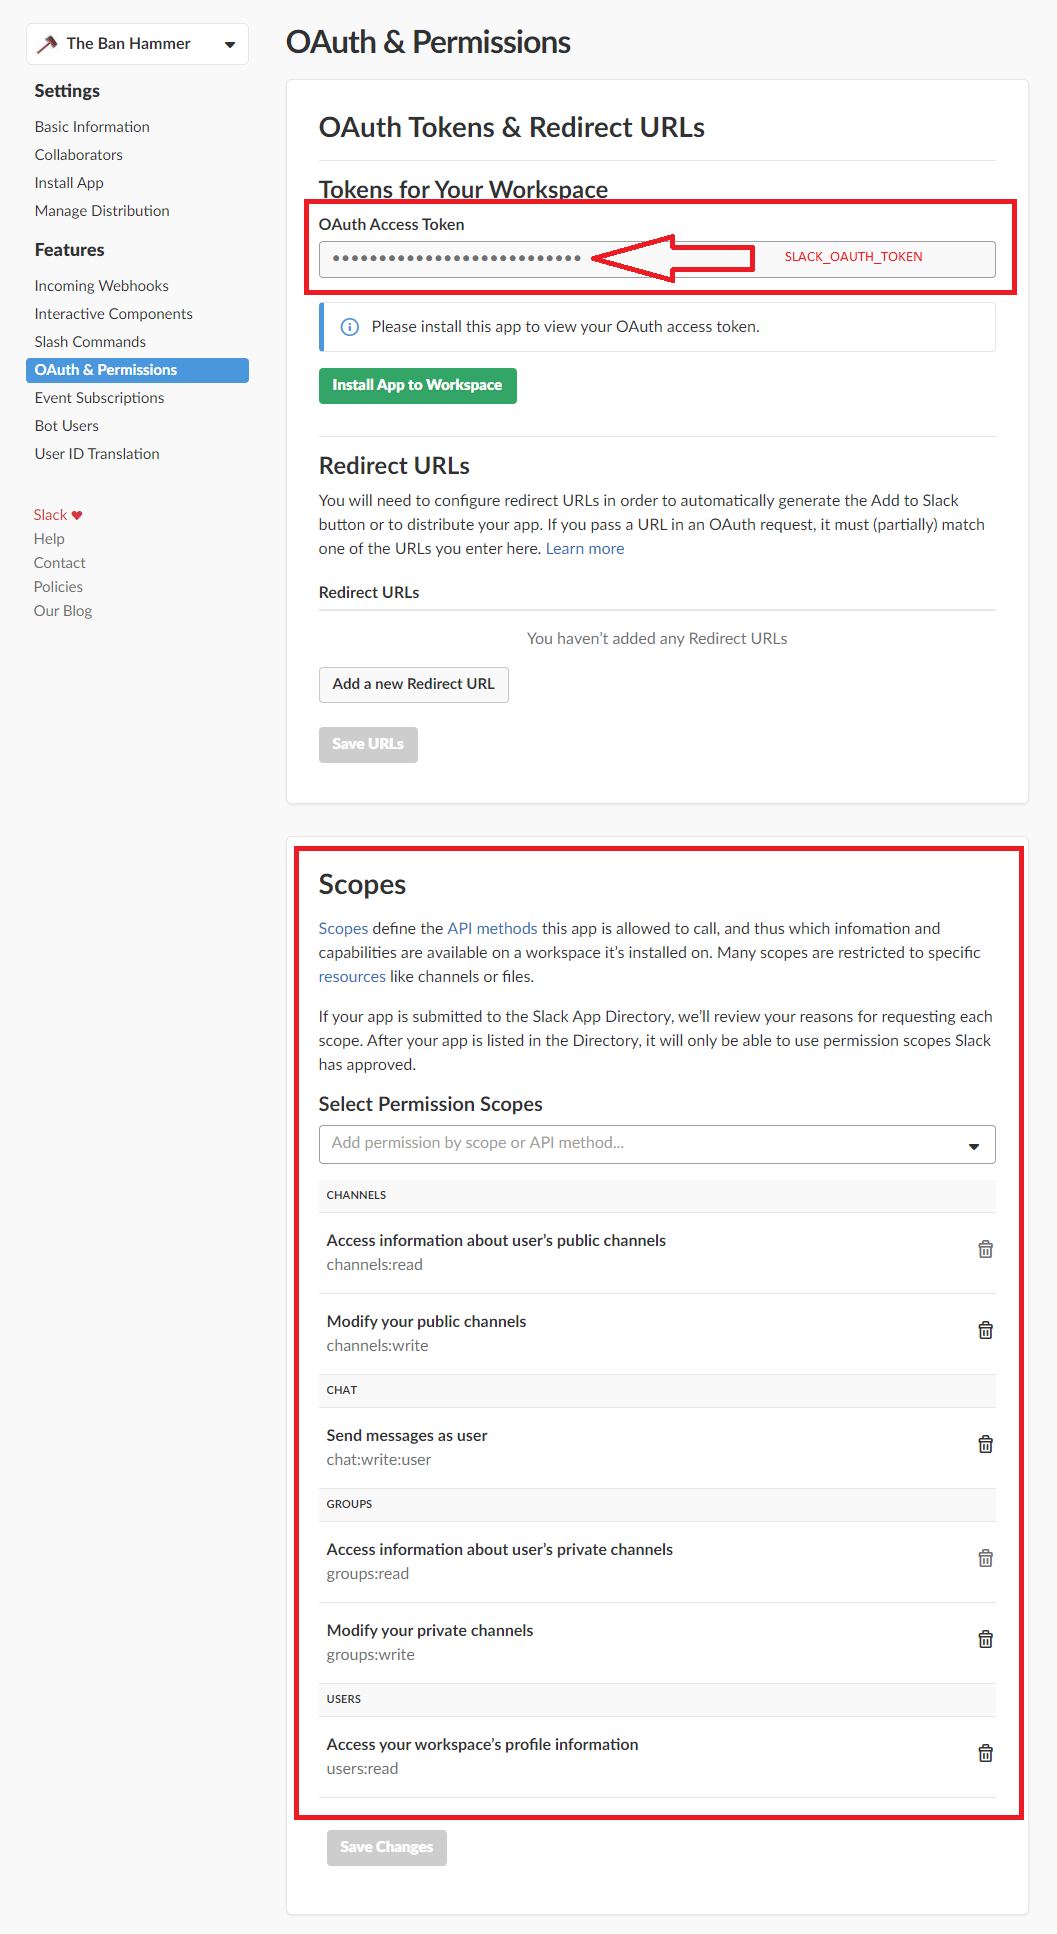 The Ban Hammer
Settings
Basic Information
Collaborators
Install App
Manage Distribution
Features
Incoming Webhooks
Interactive Components
Slash Commands
OAuth & Permissions
Event Subscriptions
Bot Users
User ID Translation
Slack ♥
Help
Contact
Policies
Our Blog
OAuth & Permissions
OAuth Tokens & Redirect URLs
Tokens for Your Workspace
OAuth Access Token
•••••••••••••••••••••••••••
SLACK_OAUTH_TOKEN
Please install this app to view your OAuth access token.
Install App to Workspace
Redirect URLs
You will need to configure redirect URLs in order to automatically generate the Add to Slack
button or to distribute your app. If you pass a URL in an OAuth request, it must (partially) match
one of the URLs you enter here. Learn more
Redirect URLs
You haven't added any Redirect URLs
Add a new Redirect URL
Save URLs
Scopes
Scopes define the API methods this app is allowed to call, and thus which infomation and
capabilities are available on a workspace it's installed on. Many scopes are restricted to specific
resources like channels or files.
If your app is submitted to the Slack App Directory, we'll review your reasons for requesting each
scope. After your app is listed in the Directory, it will only be able to use permission scopes Slack
has approved.
Select Permission Scopes
Add permission by scope or API method...
CHANNELS
Access information about user's public channels
channels:read
Modify your public channels
channels:write
CHAT
Send messages as user
chat:write:user
GROUPS
Access information about user's private channels
groups:read
Modify your private channels
groups:write
USERS
Access your workspace's profile information
users:read
Save Changes